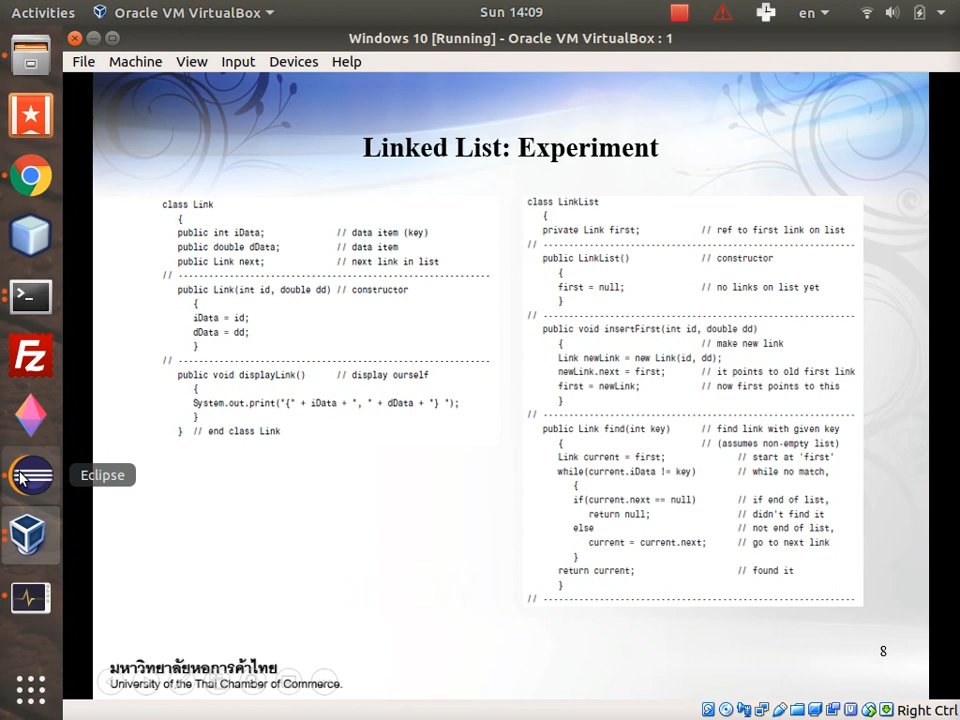 Activities Oracle VM VirtualBox Sun 14:09 en
Windows 10 [Running] - Oracle VM VirtualBox : 1
File Machine View Input Devices Help
Linked List: Experiment
class Link
{
public int iData; // data item (key)
public double dData; // data item
public Link next; // next link in list
// -------------------------------------------------------------
public Link(int id, double dd) // constructor
{
iData = id;
dData = dd;
}
// -------------------------------------------------------------
public void displayLink() // display ourself
{
System.out.print("{" + iData + ", " + dData + "} ");
}
} // end class Link
class LinkList
{
private Link first; // ref to first link on list
// -------------------------------------------------------------
public LinkList() // constructor
{
first = null; // no links on list yet
}
// -------------------------------------------------------------
public void insertFirst(int id, double dd)
{ // make new link
Link newLink = new Link(id, dd);
newLink.next = first; // it points to old first link
first = newLink; // now first points to this
}
// -------------------------------------------------------------
public Link find(int key) // find link with given key
{ // (assumes non-empty list)
Link current = first; // start at 'first'
while(current.iData != key) // while no match,
{
if(current.next == null) // if end of list,
return null; // didn't find it
else // not end of list,
current = current.next; // go to next link
}
return current; // found it
}
// -------------------------------------------------------------
Eclipse
8
มหาวิทยาลัยหอการค้าไทย
University of the Thai Chamber of Commerce.
Right Ctrl